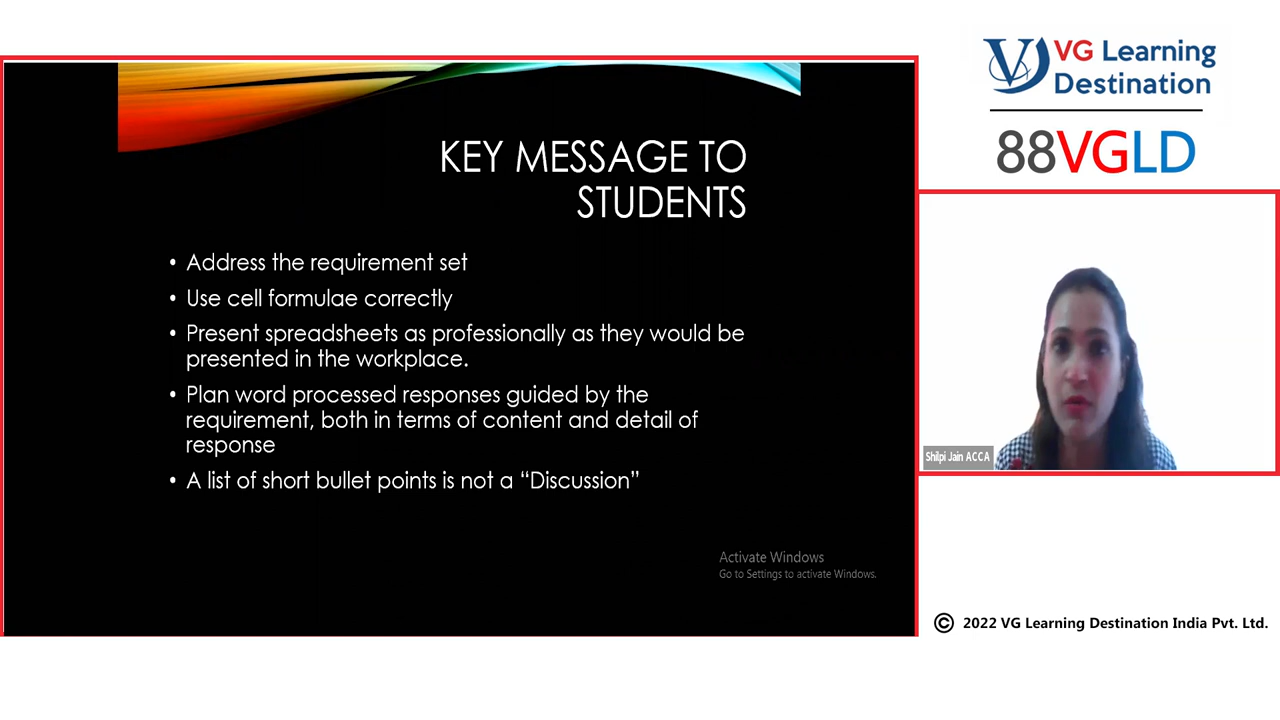 KEY MESSAGE TO
STUDENTS
• Address the requirement set
• Use cell formulae correctly
• Present spreadsheets as professionally as they would be
presented in the workplace.
• Plan word processed responses guided by the
requirement, both in terms of content and detail of
response
• A list of short bullet points is not a “Discussion”
Activate Windows
Go to Settings to activate Windows.
VG Learning
Destination
88VGLD
Shilpi Jain ACCA
© 2022 VG Learning Destination India Pvt. Ltd.